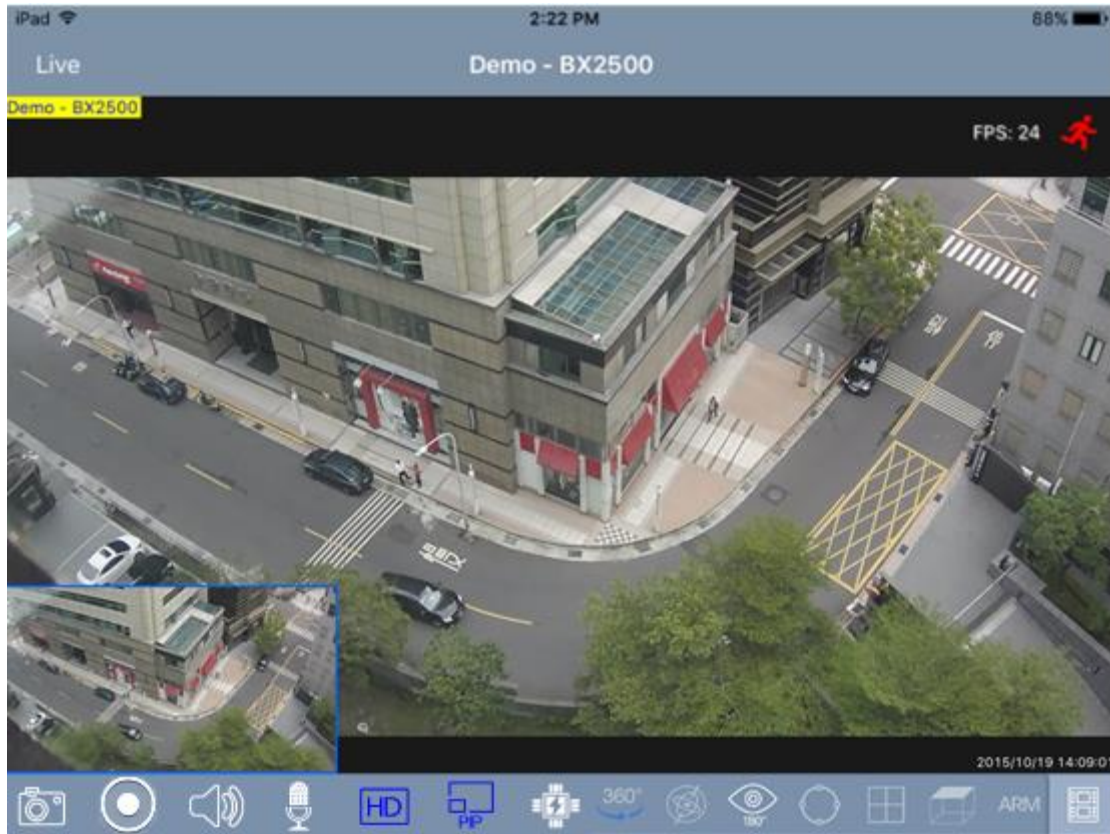 iPad 2:22 PM 88%
Live Demo - BX2500
Demo - BX2500
FPS: 24
2015/10/19 14:09:01
HD PIP 360° 180° ARM